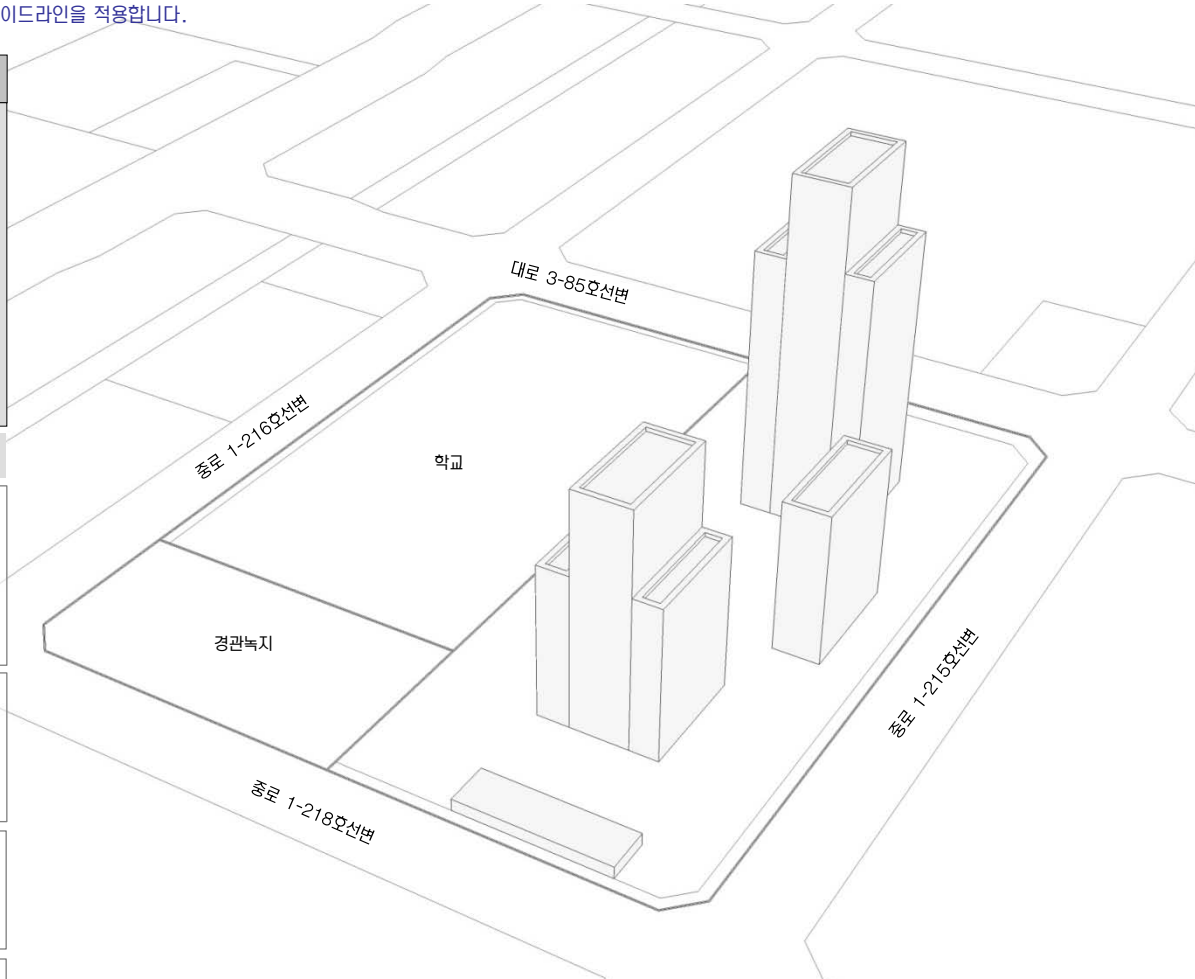 이드라인을 적용합니다.
대로 3-85호선변
중로 1-216호선변
학교
경관녹지
중로 1-215호선변
중로 1-218호선변